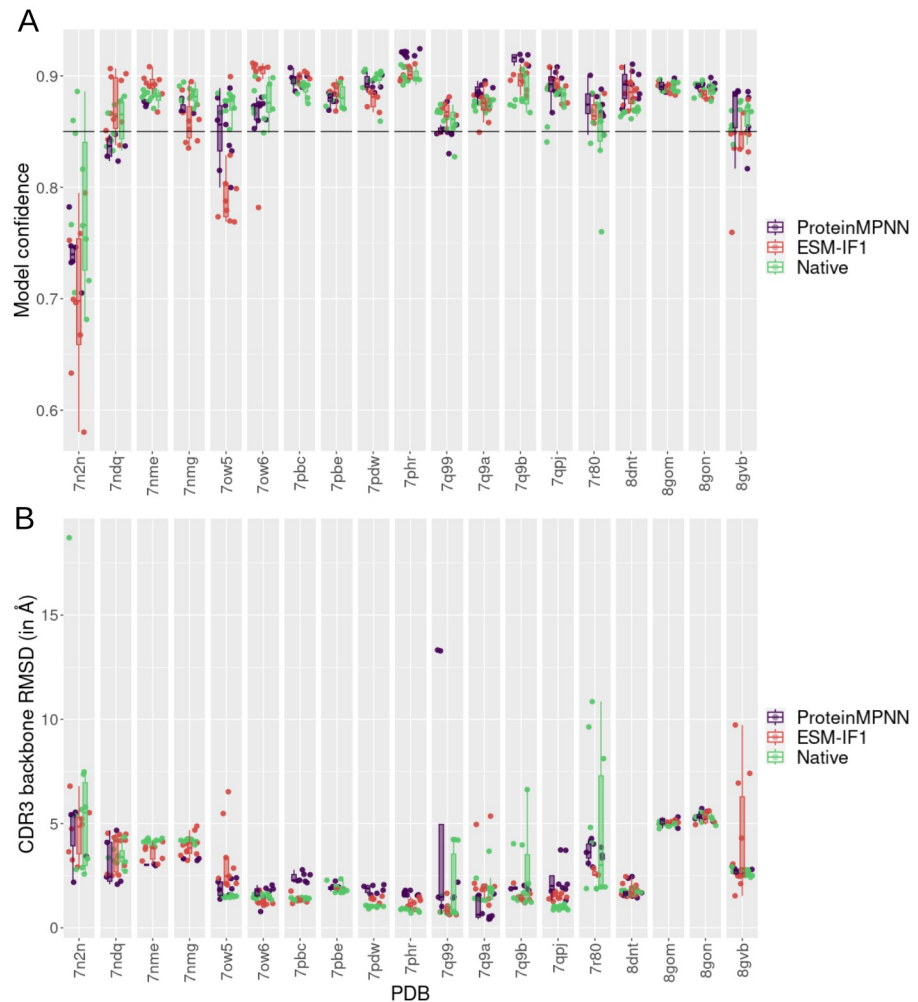 A
Model confidence
0.9
0.8
0.7
0.6
7n2n 7ndq 7nme 7nmg 7ow5 7ow6 7pbc 7pbe 7pdw 7phr 7q99 7q9a 7q9b 7qpj 7r80 8dnt 8gom 8gon 8gvb
ProteinMPNN
ESM-IF1
Native
B
CDR3 backbone RMSD (in Å)
15
10
5
0
7n2n 7ndq 7nme 7nmg 7ow5 7ow6 7pbc 7pbe 7pdw 7phr 7q99 7q9a 7q9b 7qpj 7r80 8dnt 8gom 8gon 8gvb
PDB
ProteinMPNN
ESM-IF1
Native